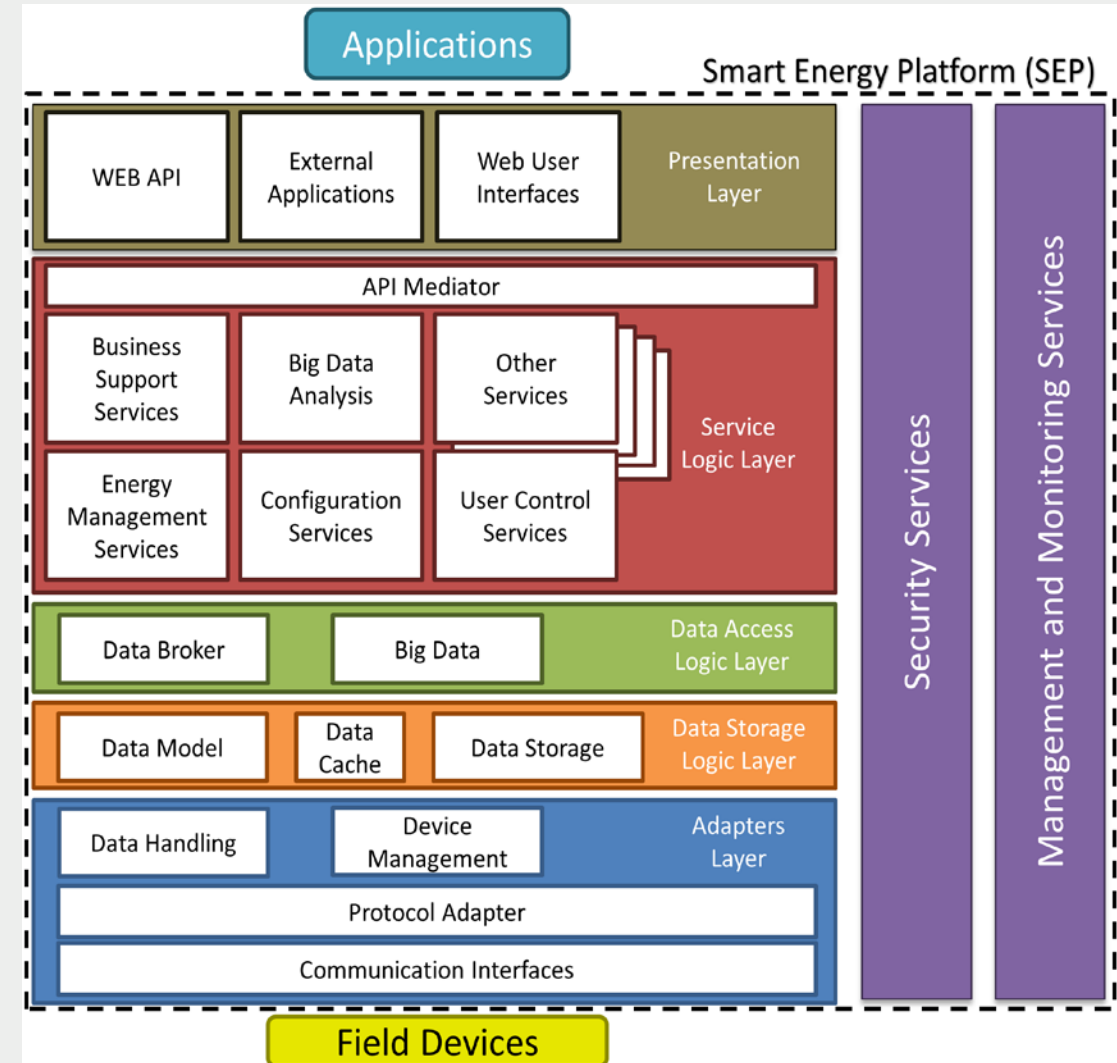 Applications
Smart Energy Platform (SEP)
WEB API
External
Applications
Web User
Interfaces
Presentation
Layer
API Mediator
Business
Support
Services
Big Data
Analysis
Other
Services
Service
Logic Layer
Energy
Management
Services
Configuration
Services
User Control
Services
Data Broker
Big Data
Data Access
Logic Layer
Data Model
Data
Cache
Data Storage
Data Storage
Logic Layer
Data Handling
Device
Management
Adapters
Layer
Protocol Adapter
Communication Interfaces
Security Services
Management and Monitoring Services
Field Devices